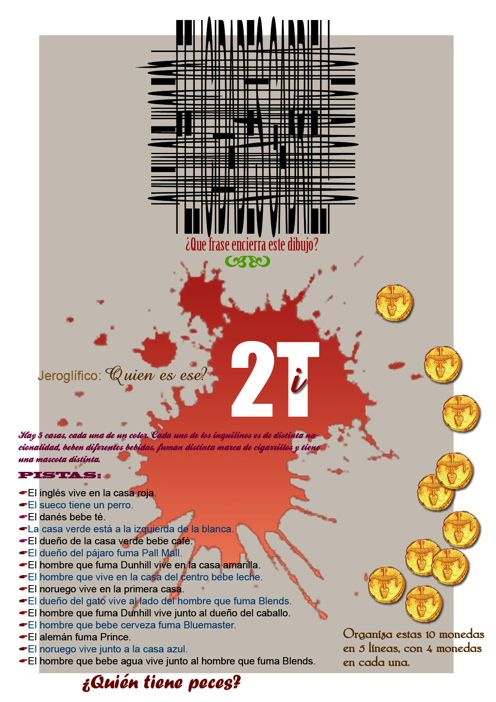 FELICIDADES GABRIEL!
¿Que frase encierra este dibujo?
Jeroglífico: Quien es ese?
2T
i
Hay 5 casas, cada una de un color. Cada uno de los inquilinos es de distinta na-
cionalidad, beben diferentes bebidas, fuman distinta marca de cigarrillos y tiene
una mascota distinta.
PISTAS:
El inglés vive en la casa roja.
El sueco tiene un perro.
El danés bebe té.
La casa verde está a la izquierda de la blanca.
El dueño de la casa verde bebe café.
El dueño del pájaro fuma Pall Mall.
El hombre que fuma Dunhill vive en la casa amarilla.
El hombre que vive en la casa del centro bebe leche.
El noruego vive en la primera casa.
El dueño del gato vive al lado del hombre que fuma Blends.
El hombre que fuma Dunhill vive junto al dueño del caballo.
El hombre que bebe cerveza fuma Bluemaster.
El alemán fuma Prince.
El noruego vive junto a la casa azul.
El hombre que bebe agua vive junto al hombre que fuma Blends.
¿Quién tiene peces?
Organiza estas 10 monedas
en 5 líneas, con 4 monedas
en cada una.